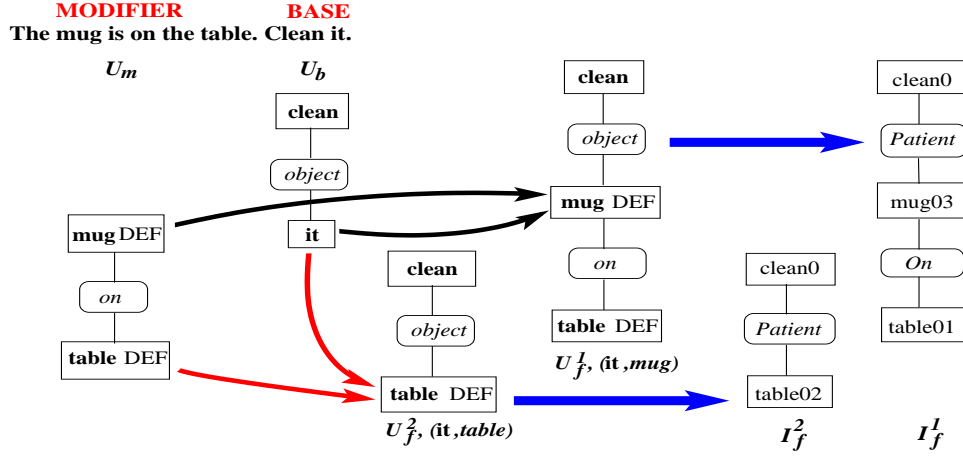 MODIFIER BASE
The mug is on the table. Clean it.
U_m U_b
clean
object
it
mug DEF
on
table DEF
clean
object
table DEF
U_f^2, (it ,table)
clean
object
mug DEF
on
table DEF
U_f^1, (it ,mug)
clean0
Patient
table02
I_f^2
clean0
Patient
mug03
On
table01
I_f^1